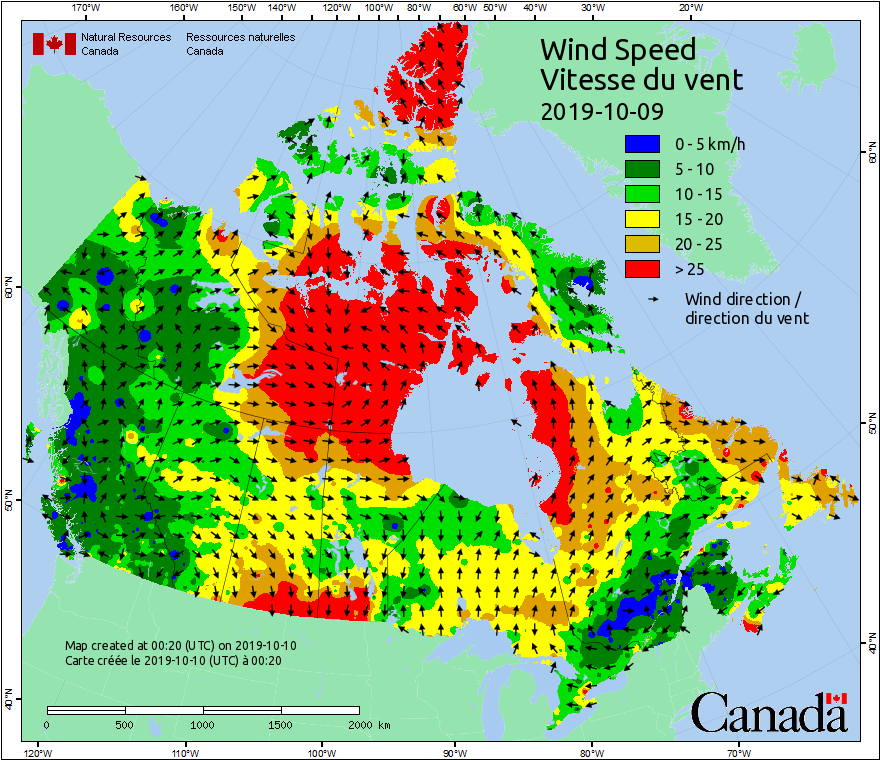 170°W 160°W 150°W 140°W 120°W 100°W 80°W 60°W 50°W 40°W 30°W 20°W
Natural Resources Ressources naturelles
Canada Canada
Wind Speed
Vitesse du vent
2019-10-09
0 - 5 km/h
5 - 10
10 - 15
15 - 20
20 - 25
> 25
Wind direction /
direction du vent
60°N
60°N
50°N
50°N
40°N
40°N
Map created at 00:20 (UTC) on 2019-10-10
Carte créée le 2019-10-10 (UTC) à 00:20
0 500 1000 1500 2000 km
Canada
120°W 110°W 100°W 90°W 80°W 70°W